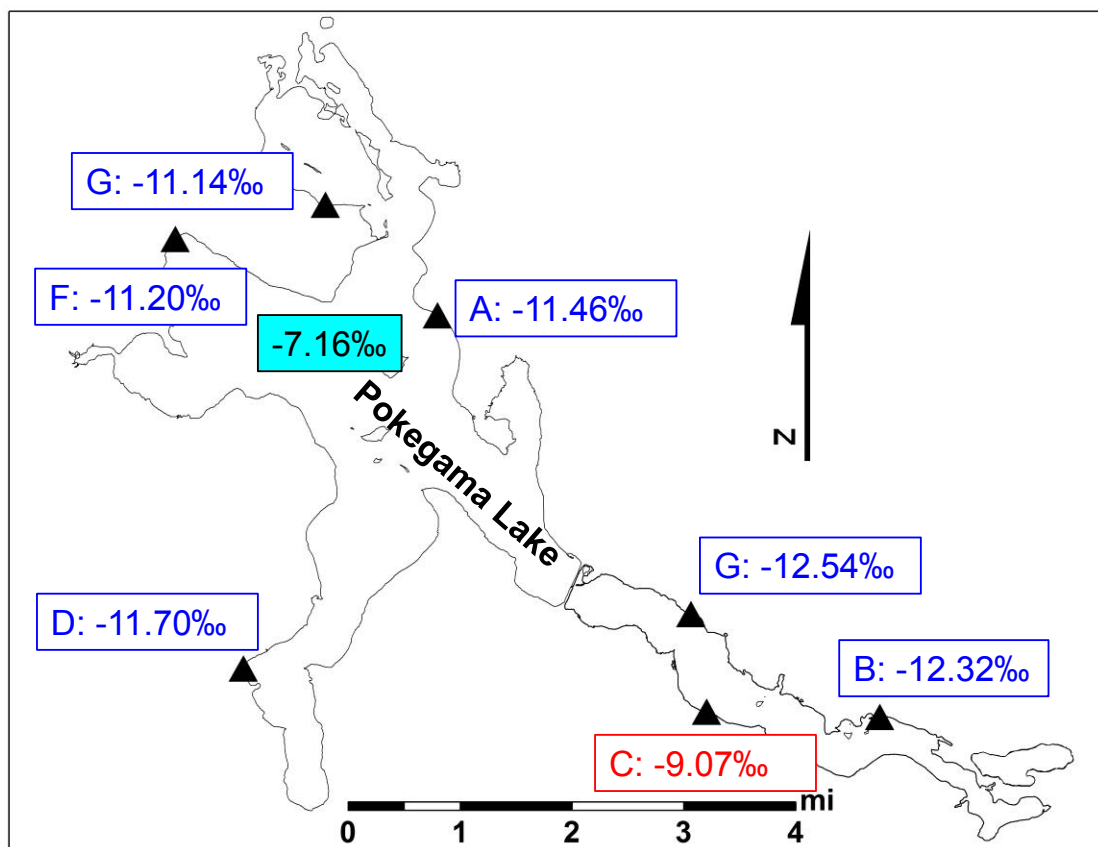 G: -11.14‰
F: -11.20‰
A: -11.46‰
-7.16‰
Pokegama Lake
N
G: -12.54‰
D: -11.70‰
B: -12.32‰
C: -9.07‰
mi
0 1 2 3 4